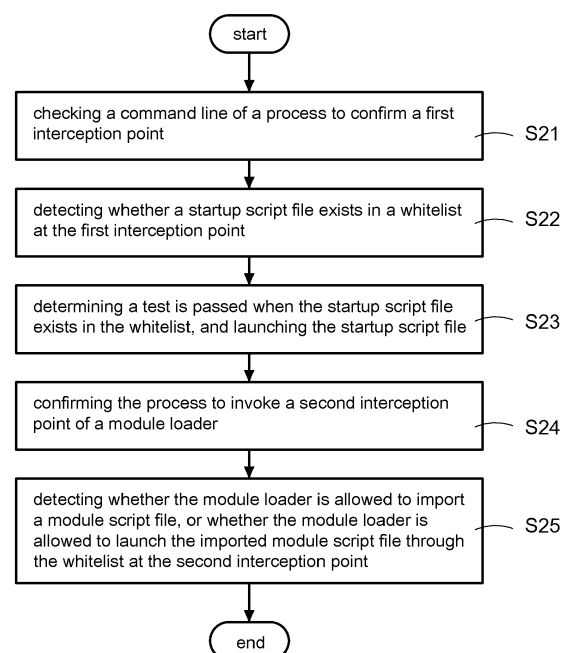 start
checking a command line of a process to confirm a first
interception point
S21
detecting whether a startup script file exists in a whitelist
at the first interception point
S22
determining a test is passed when the startup script file
exists in the whitelist, and launching the startup script file
S23
confirming the process to invoke a second interception
point of a module loader
S24
detecting whether the module loader is allowed to import
a module script file, or whether the module loader is
allowed to launch the imported module script file through
the whitelist at the second interception point
S25
end